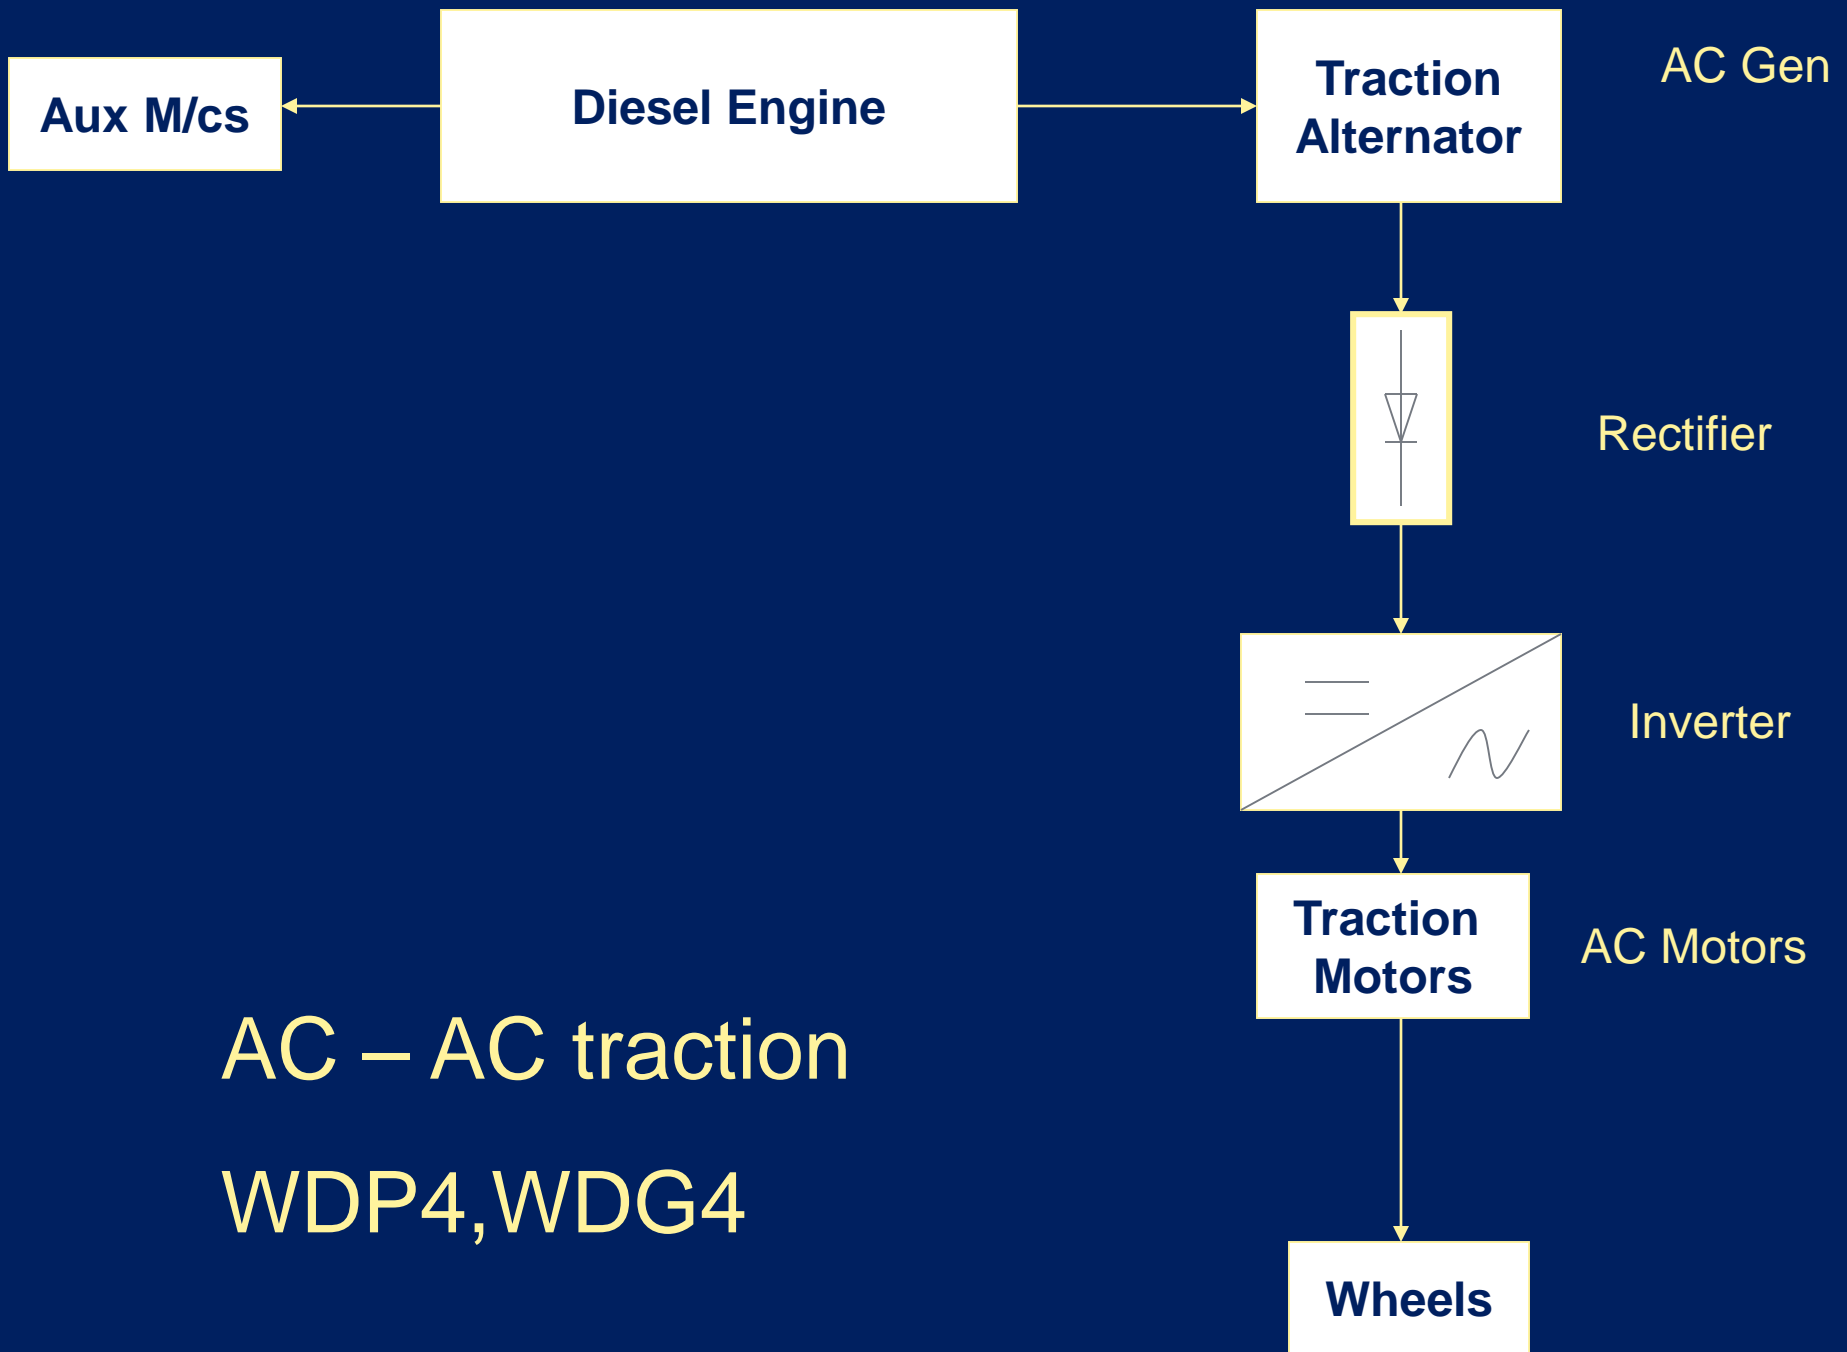 Aux M/cs
Diesel Engine
Traction
Alternator
AC Gen
Rectifier
Inverter
Traction
Motors
AC Motors
AC – AC traction
WDP4,WDG4
Wheels